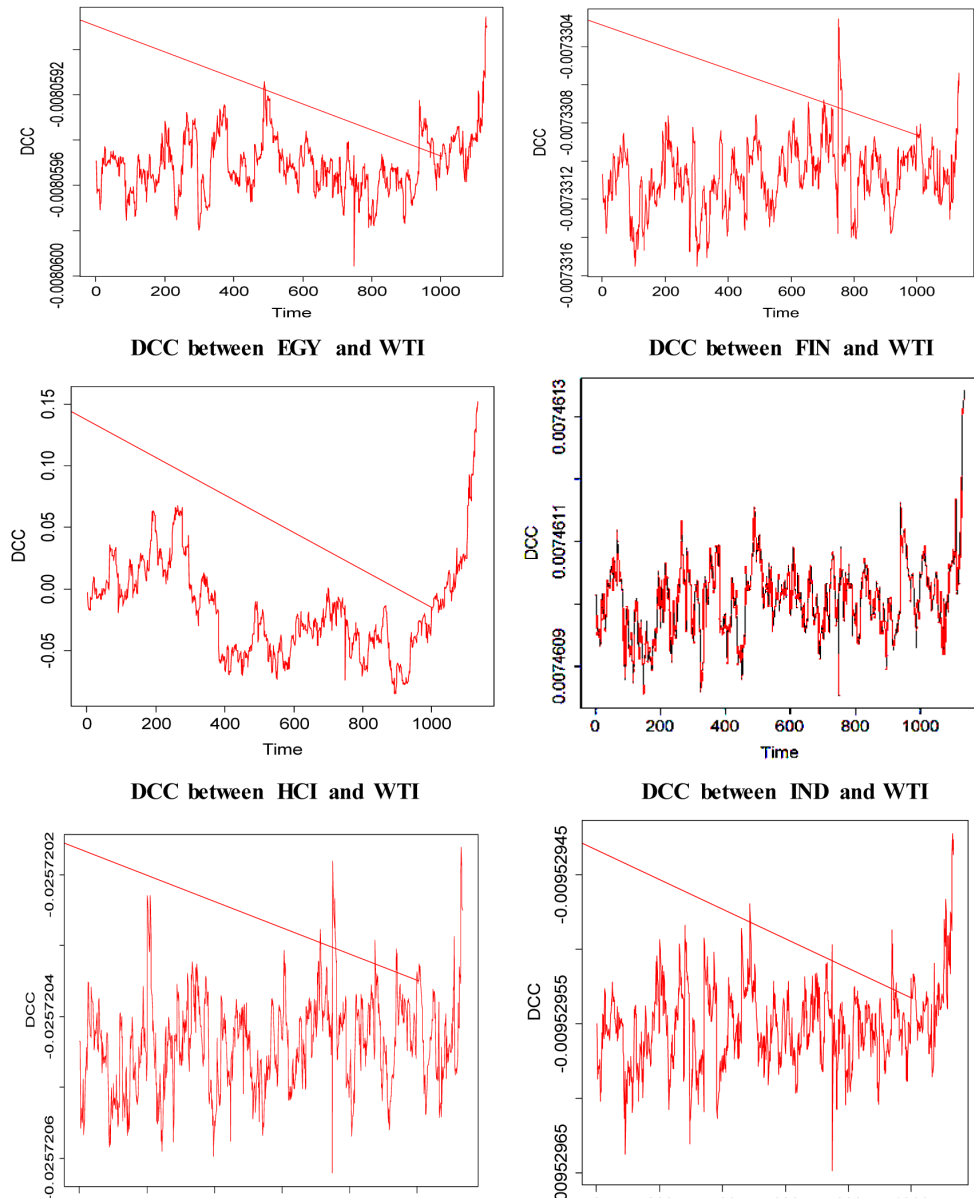 DCC
-0.0080592
-0.0080596
-0.0080600
0 200 400 600 800 1000
Time
DCC between EGY and WTI
DCC
-0.0073304
-0.0073308
-0.0073312
-0.0073316
0 200 400 600 800 1000
Time
DCC between FIN and WTI
DCC
0.15
0.10
0.05
0.00
-0.05
0 200 400 600 800 1000
Time
DCC between HCI and WTI
DCC
0.0074613
0.0074611
0.0074609
0 200 400 600 800 1000
Time
DCC between IND and WTI
DCC
-0.0257202
-0.0257204
-0.0257206
DCC
-0.009952945
-0.009952955